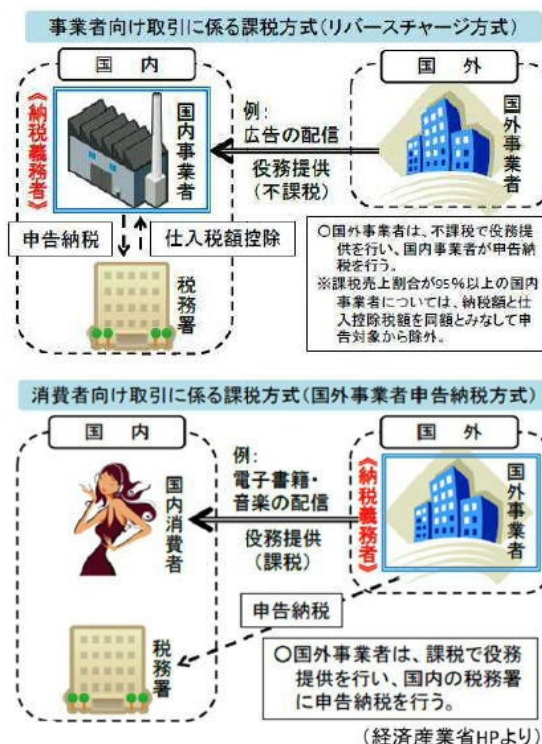 事業者向け取引に係る課税方式(リバースチャージ方式)
国 内
国 外
《納税義務者》
国内事業者
例:
広告の配信
役務提供
(不課税)
国外事業者
申告納税
仕入税額控除
税務署
○国外事業者は、不課税で役務提
供を行い、国内事業者が申告納
税を行う。
※課税売上割合が95%以上の国内
事業者については、納税額と仕
入控除税額を同額とみなして申
告対象から除外。
消費者向け取引に係る課税方式(国外事業者申告納税方式)
国 内
国 外
国内消費者
例:
電子書籍・
音楽の配信
役務提供
(課税)
《納税義務者》
国外事業者
申告納税
税務署
○国外事業者は、課税で役務
提供を行い、国内の税務署
に申告納税を行う。
(経済産業省HPより)